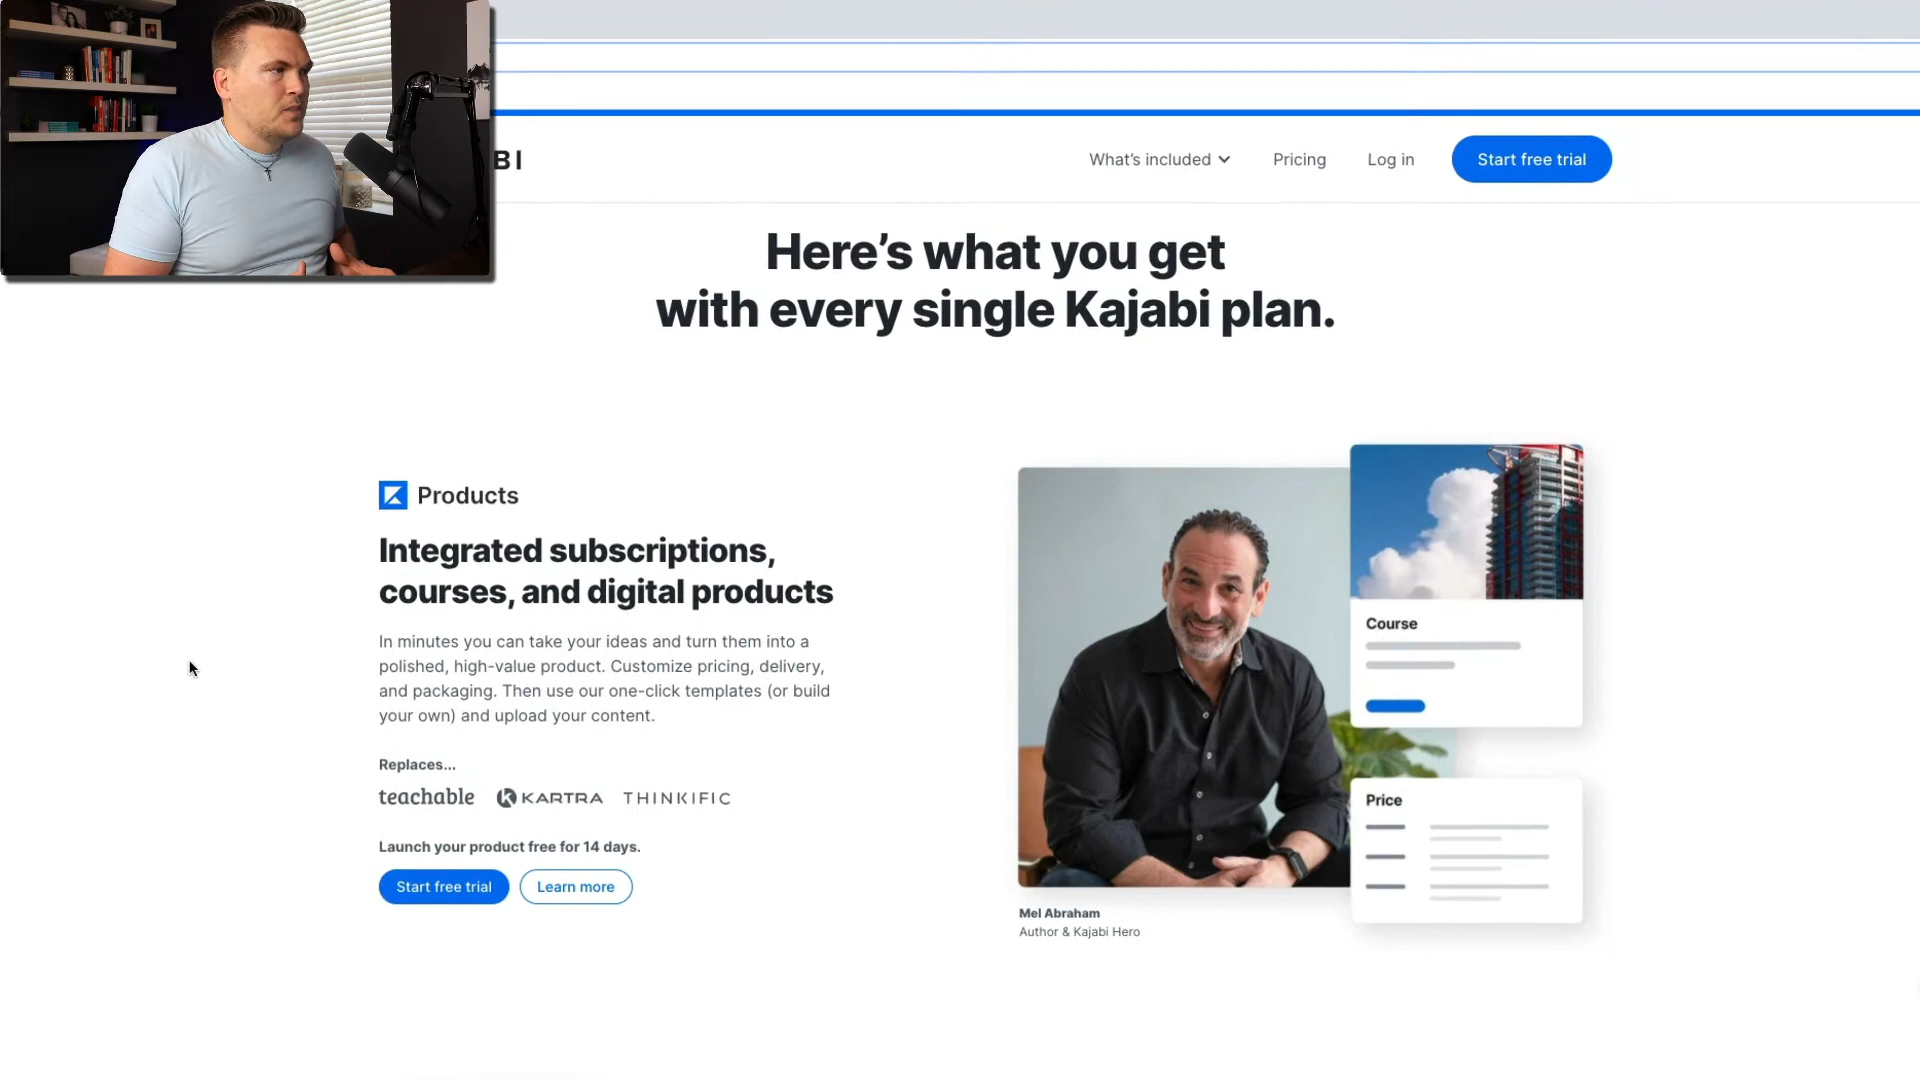 BI
What's included
Pricing
Log in
Start free trial
Here's what you get
with every single Kajabi plan.
Products
Integrated subscriptions,
courses, and digital products
In minutes you can take your ideas and turn them into a
polished, high-value product. Customize pricing, delivery,
and packaging. Then use our one-click templates (or build
your own) and upload your content.
Replaces...
teachable KARTRA THINKIFIC
Launch your product free for 14 days.
Start free trial
Learn more
Course
Price
Mel Abraham
Author & Kajabi Hero